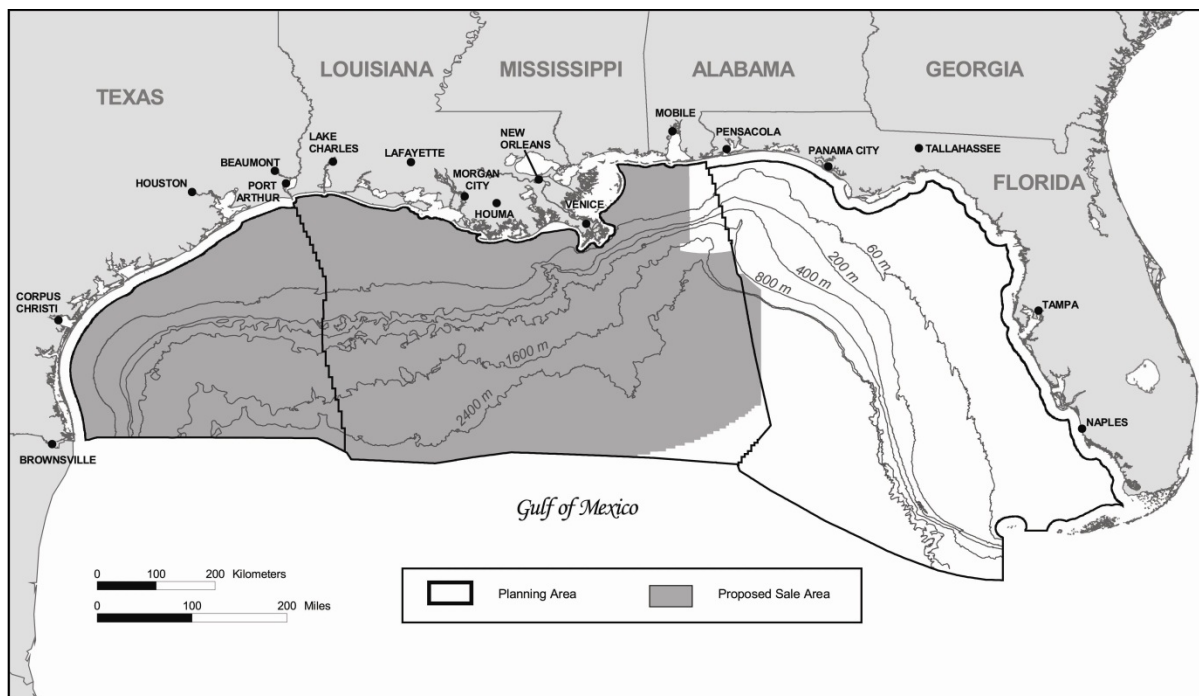 TEXAS
LOUISIANA
MISSISSIPPI
ALABAMA
GEORGIA
FLORIDA
MOBILE
PENSACOLA
PANAMA CITY
TALLAHASSEE
LAKE
CHARLES
LAFAYETTE
NEW
ORLEANS
BEAUMONT
PORT
ARTHUR
HOUSTON
MORGAN
CITY
HOUMA
VENICE
CORPUS
CHRISTI
BROWNSVILLE
TAMPA
NAPLES
60 m
200 m
400 m
800 m
1600 m
2400 m
Gulf of Mexico
0 100 200 Kilometers
0 100 200 Miles
Planning Area
Proposed Sale Area